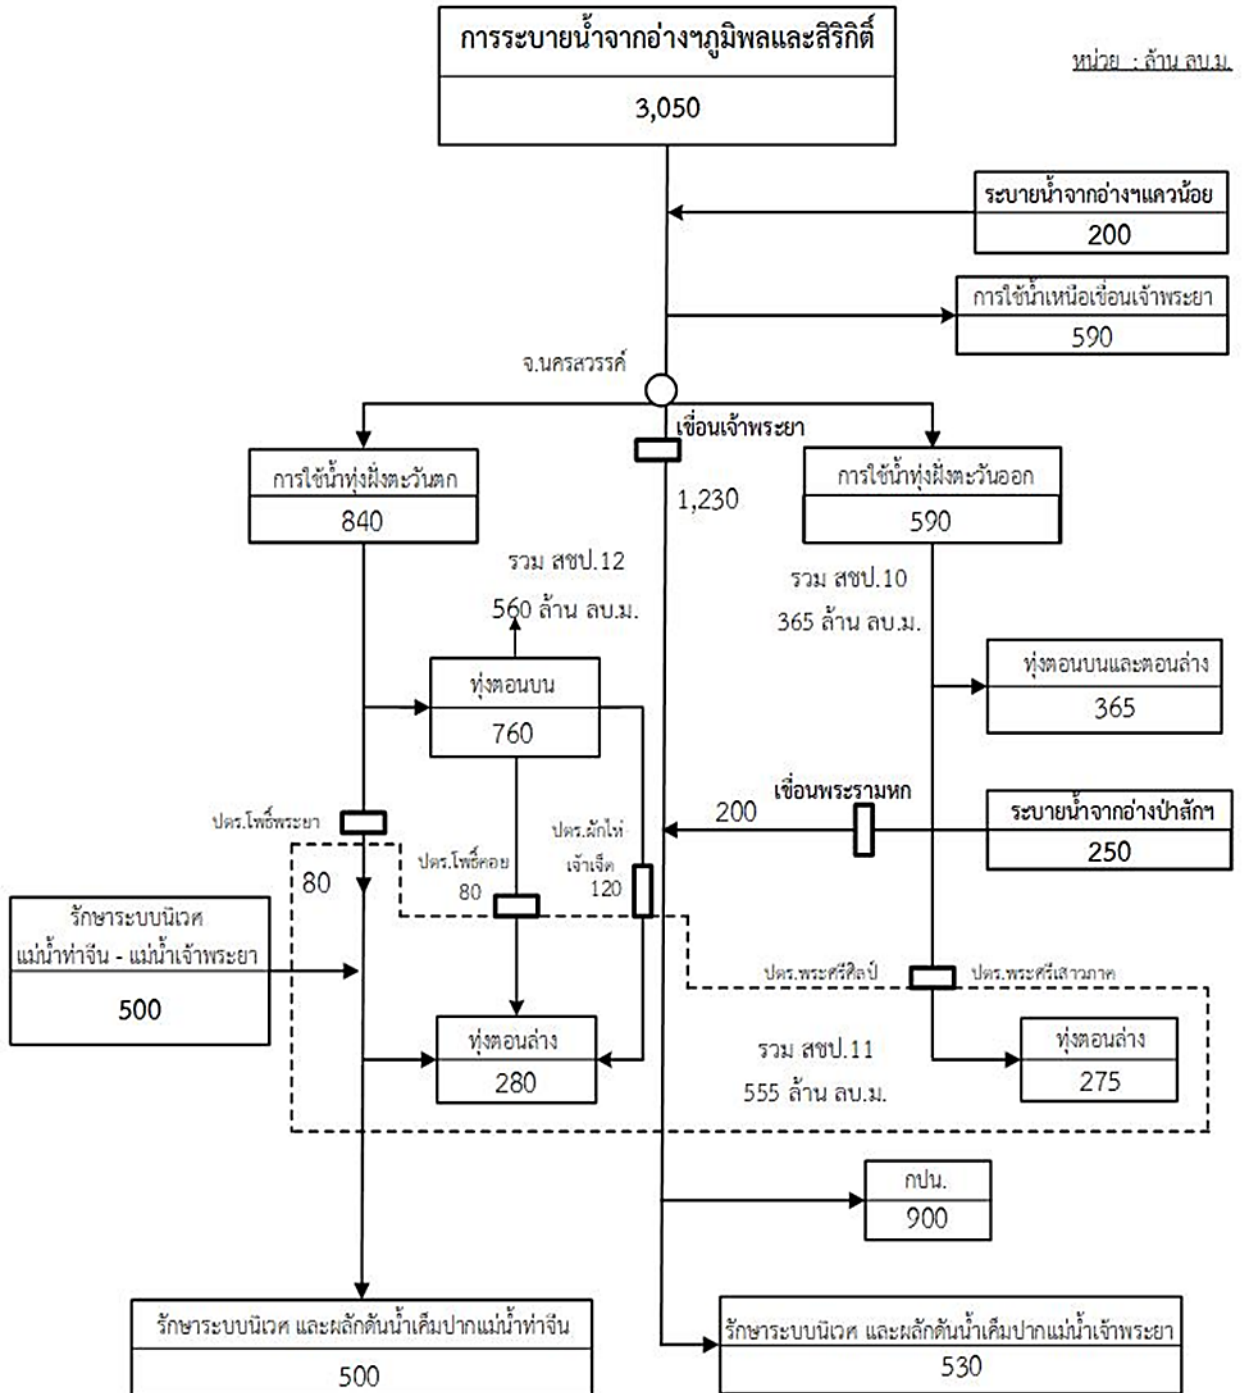 การระบายน้ำจากอ่างฯภูมิพลและสิริกิติ์
3,050
หน่วย : ล้าน ลบ.ม.
ระบายน้ำจากอ่างฯแควน้อย
200
การใช้น้ำเหนือเขื่อนเจ้าพระยา
590
จ.นครสวรรค์
เขื่อนเจ้าพระยา
1,230
การใช้น้ำทุ่งฝั่งตะวันตก
840
การใช้น้ำทุ่งฝั่งตะวันออก
590
รวม สชป.12
560 ล้าน ลบ.ม.
รวม สชป.10
365 ล้าน ลบ.ม.
ทุ่งตอนบน
760
ทุ่งตอนบนและตอนล่าง
365
เขื่อนพระรามหก
200
ระบายน้ำจากอ่างป่าสักฯ
250
ปตร.โพธิ์พระยา
80
ปตร.โพธิ์คอย
80
ปตร.ผักไห่
เจ้าเจ็ด
120
รักษาระบบนิเวศ
แม่น้ำท่าจีน - แม่น้ำเจ้าพระยา
500
ปตร.พระศรีศิลป์
ปตร.พระศรีเสาวภาค
ทุ่งตอนล่าง
280
รวม สชป.11
555 ล้าน ลบ.ม.
ทุ่งตอนล่าง
275
กปน.
900
รักษาระบบนิเวศ และผลักดันน้ำเค็มปากแม่น้ำท่าจีน
500
รักษาระบบนิเวศ และผลักดันน้ำเค็มปากแม่น้ำเจ้าพระยา
530